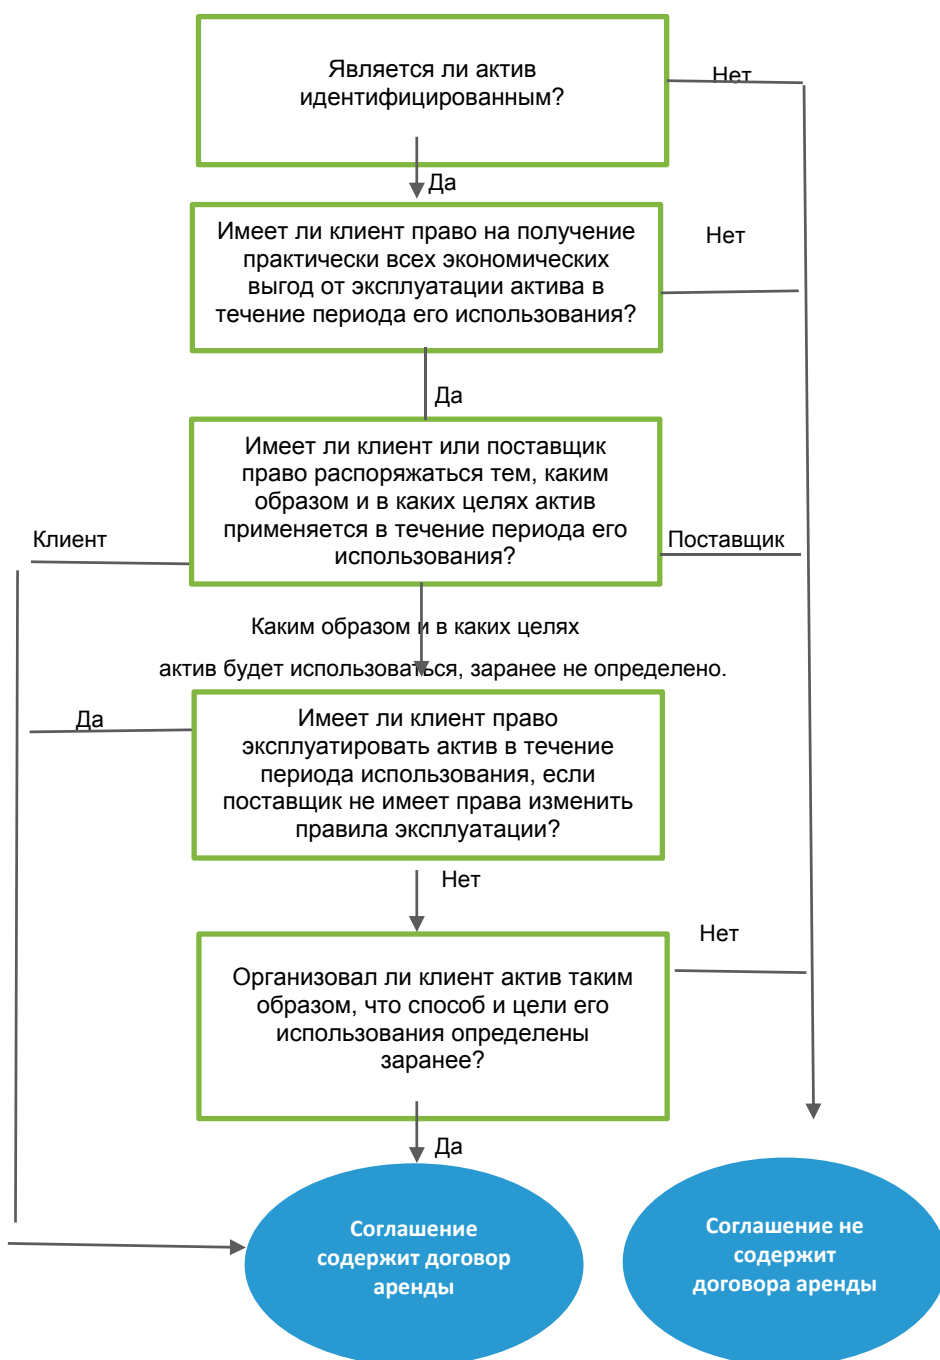 Является ли актив
идентифицированным?
Нет
Да
Имеет ли клиент право на получение
практически всех экономических
выгод от эксплуатации актива в
течение периода его использования?
Нет
Да
Имеет ли клиент или поставщик
право распоряжаться тем, каким
образом и в каких целях актив
применяется в течение периода его
использования?
Клиент
Поставщик
Каким образом и в каких целях
актив будет использоваться, заранее не определено.
Да
Имеет ли клиент право
эксплуатировать актив в течение
периода использования, если
поставщик не имеет права изменить
правила эксплуатации?
Нет
Нет
Организовал ли клиент актив таким
образом, что способ и цели его
использования определены
заранее?
Да
Соглашение
содержит договор
аренды
Соглашение не
содержит
договора аренды